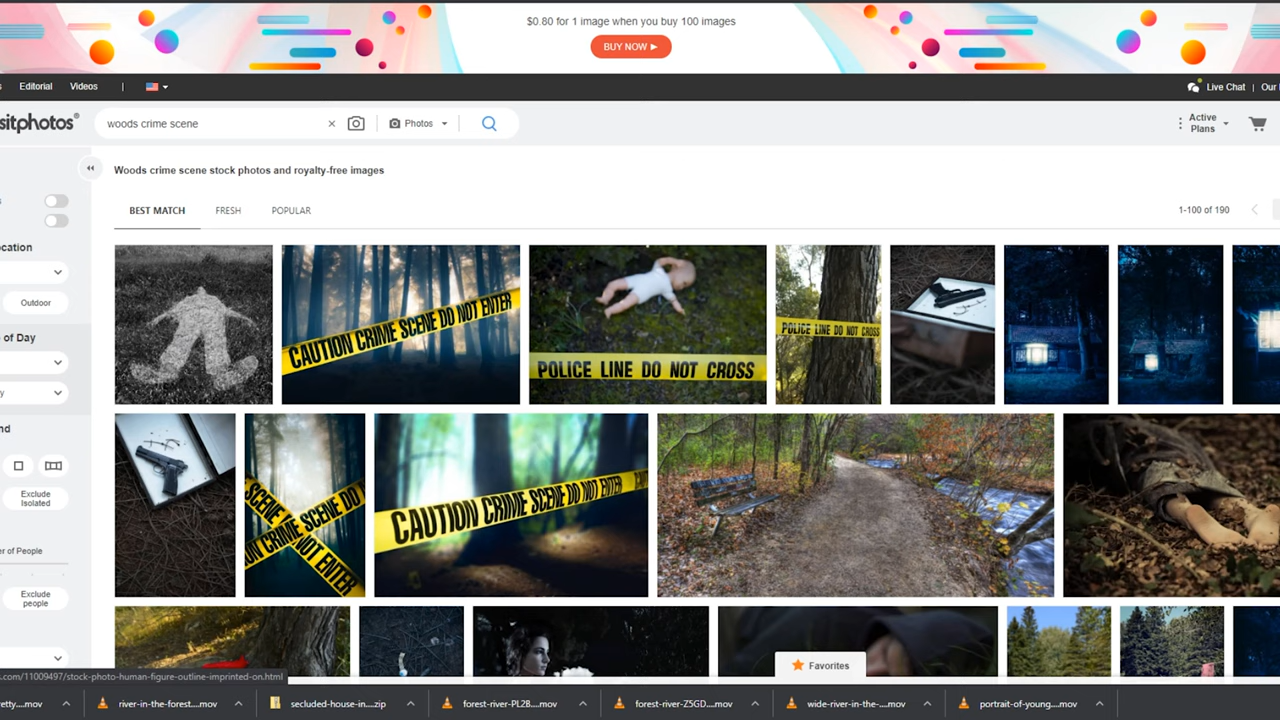 $0.80 for 1 image when you buy 100 images
BUY NOW ▶
s Editorial Videos | Live Chat | Our
sitphotos® woods crime scene × Photos Active Plans
Woods crime scene stock photos and royalty-free images
s
BEST MATCH FRESH POPULAR 1-100 of 190
ocation
Outdoor
e of Day
y
nd
Exclude
Isolated
er of People
Exclude
people
CAUTION CRIME SCENE DO NOT ENTER
POLICE LINE DO NOT CROSS
POLICE LINE DO NOT CROSS
SCENE DO
CRIME SCENE DO
ON CRIME
NOT ENTER
CAUTION CRIME SCENE DO NOT ENTER
Favorites
s.com/11009497/stock-photo-human-figure-outline-imprinted-on.html
etty....mov river-in-the-forest....mov secluded-house-in....zip forest-river-PL2B....mov forest-river-Z5GD....mov wide-river-in-the-....mov portrait-of-young....mov